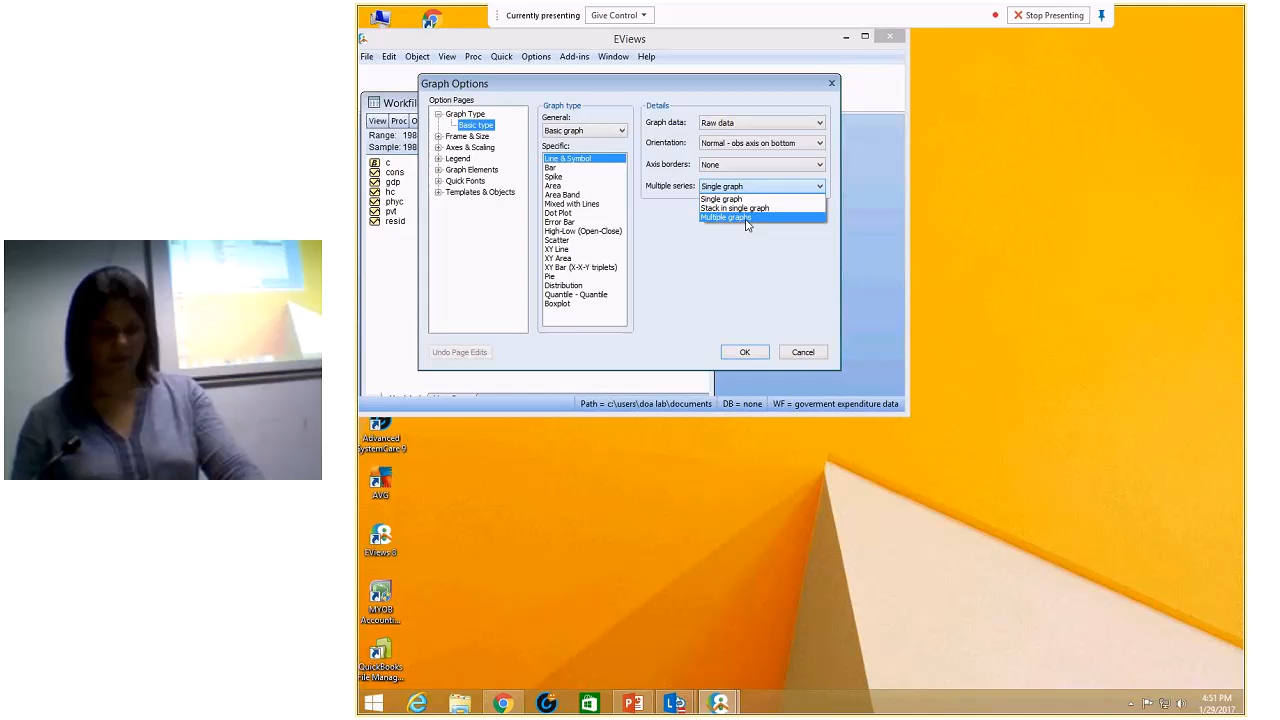 Currently presenting
Give Control
Stop Presenting
EViews
File Edit Object View Proc Quick Options Add-ins Window Help
Graph Options
Workfil
View Proc O
Range: 198
Sample: 198
c
cons
gdp
hc
phyc
pvt
resid
Option Pages
Graph Type
Basic type
Frame & Size
Axes & Scaling
Legend
Graph Elements
Quick Fonts
Templates & Objects
Undo Page Edits
Graph type
General:
Basic graph
Specific:
Line & Symbol
Bar
Spike
Area
Area Band
Mixed with Lines
Dot Plot
Error Bar
High-Low (Open-Close)
Scatter
XY Line
XY Area
XY Bar (X-X-Y triplets)
Pie
Distribution
Quantile - Quantile
Boxplot
Details
Graph data: Raw data
Orientation: Normal - obs axis on bottom
Axis borders: None
Multiple series: Single graph
Single graph
Stack in single graph
Multiple graphs
OK Cancel
Path = c:\users\doa lab\documents DB = none WF = goverment expenditure data
Advanced
SystemCare 9
AVG
EViews 8
MYOB
Accounti...
QuickBooks
File Manag...
4:51 PM
1/29/2017